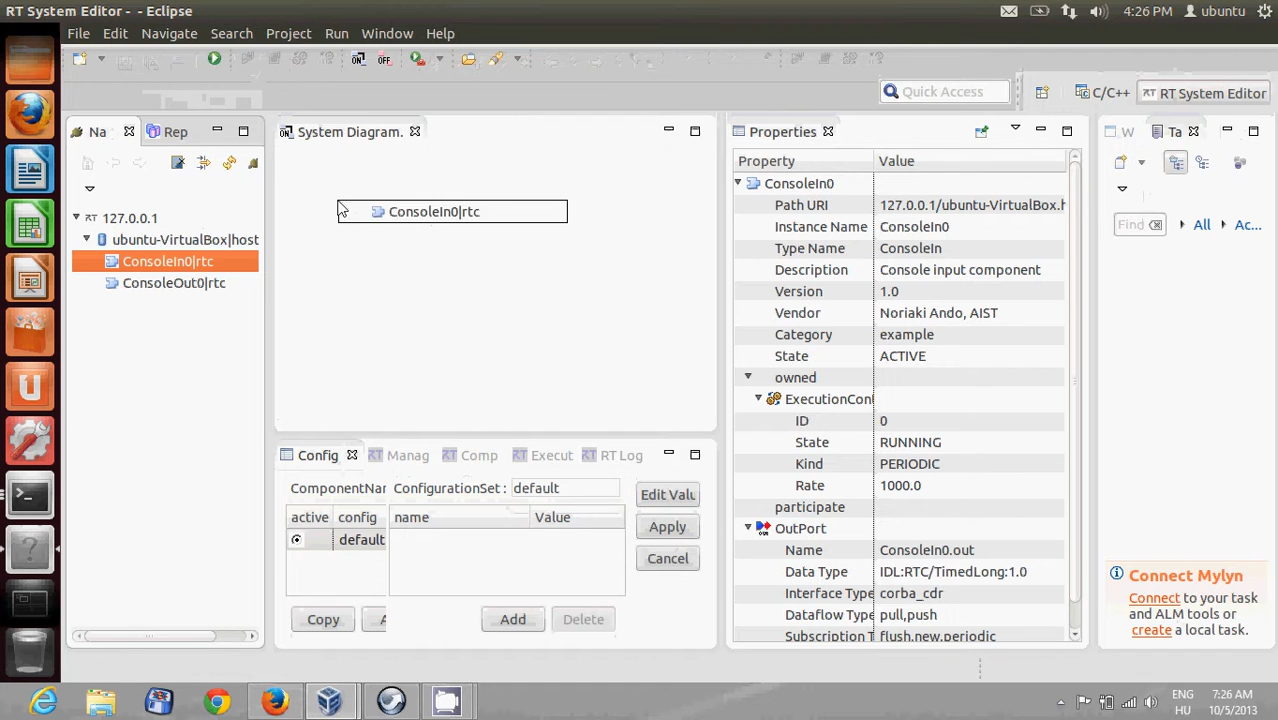 RT System Editor - - Eclipse
4:26 PM
ubuntu
File Edit Navigate Search Project Run Window Help
Quick Access
C/C++
RT System Editor
Na
Rep
System Diagram.
Properties
W
Ta
Property Value
127.0.0.1
ubuntu-VirtualBox|host
ConsoleIn0|rtc
ConsoleOut0|rtc
ConsoleIn0|rtc
ConsoleIn0
Path URI 127.0.0.1/ubuntu-VirtualBox.h
Instance Name ConsoleIn0
Type Name ConsoleIn
Description Console input component
Version 1.0
Vendor Noriaki Ando, AIST
Category example
State ACTIVE
owned
ExecutionCon
ID 0
State RUNNING
Kind PERIODIC
Rate 1000.0
participate
OutPort
Name ConsoleIn0.out
Data Type IDL:RTC/TimedLong:1.0
Interface Type corba_cdr
Dataflow Type pull,push
Subscription T flush,new,periodic
Find All Ac...
Config
Manag
Comp
Execut
RT Log
ComponentNar ConfigurationSet : default
Edit Valu
active config name Value
default
Apply
Cancel
Copy A Add Delete
Connect Mylyn
Connect to your task
and ALM tools or
create a local task.
ENG
HU
7:26 AM
10/5/2013